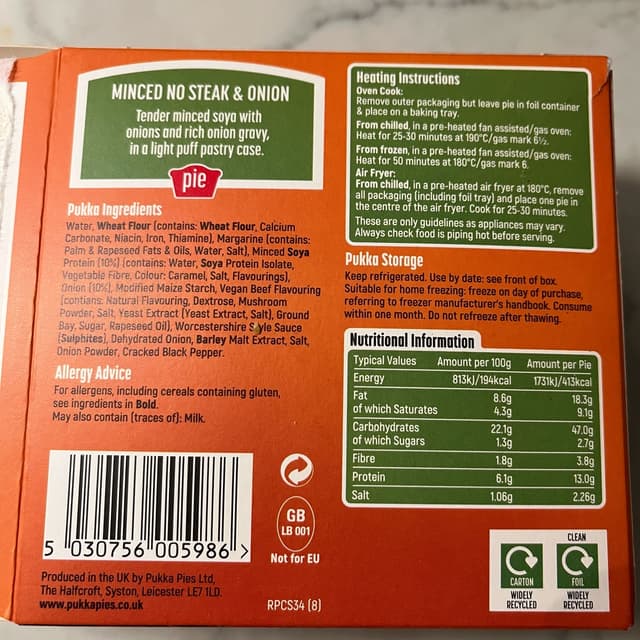 MINCED NO STEAK & ONION
Tender minced soya with
onions and rich onion gravy,
in a light puff pastry case.
pie
Pukka Ingredients
Water, Wheat Flour (contains: Wheat Flour, Calcium
Carbonate, Niacin, Iron, Thiamine), Margarine (contains:
Palm & Rapeseed Fats & Oils, Water, Salt), Minced Soya
Protein (10%) (contains: Water, Soya Protein Isolate,
Vegetable Fibre, Colour: Caramel, Salt, Flavourings),
Onion (10%), Modified Maize Starch, Vegan Beef Flavouring
(contians: Natural Flavouring, Dextrose, Mushroom
Powder, Salt, Yeast Extract (Yeast Extract, Salt), Ground
Bay, Sugar, Rapeseed Oil), Worcestershire Style Sauce
(Sulphites), Dehydrated Onion, Barley Malt Extract, Salt,
Onion Powder, Cracked Black Pepper.
Allergy Advice
For allergens, including cereals containing gluten,
see ingredients in Bold.
May also contain (traces of): Milk.
5 030756 005986 >
GB
LB 001
Not for EU
Produced in the UK by Pukka Pies Ltd,
The Halfcroft, Syston, Leicester LE7 1LD.
www.pukkapies.co.uk
RPCS34 (8)
Heating Instructions
Oven Cook:
Remove outer packaging but leave pie in foil container
& place on a baking tray.
From chilled, in a pre-heated fan assisted/gas oven:
Heat for 25-30 minutes at 190°C/gas mark 6½.
From frozen, in a pre-heated fan assisted/gas oven:
Heat for 50 minutes at 180°C/gas mark 6.
Air Fryer:
From chilled, in a pre-heated air fryer at 180°C, remove
all packaging (including foil tray) and place one pie in
the centre of the air fryer. Cook for 25-30 minutes.
These are only guidelines as appliances may vary.
Always check food is piping hot before serving.
Pukka Storage
Keep refrigerated. Use by date: see front of box.
Suitable for home freezing: freeze on day of purchase,
referring to freezer manufacturer's handbook. Consume
within one month. Do not refreeze after thawing.
Nutritional Information
Typical Values Amount per 100g Amount per Pie
Energy 813kJ/194kcal 1731kJ/413kcal
Fat 8.6g 18.3g
of which Saturates 4.3g 9.1g
Carbohydrates 22.1g 47.0g
of which Sugars 1.3g 2.7g
Fibre 1.8g 3.8g
Protein 6.1g 13.0g
Salt 1.06g 2.26g
CLEAN
CARTON FOIL
WIDELY WIDELY
RECYCLED RECYCLED